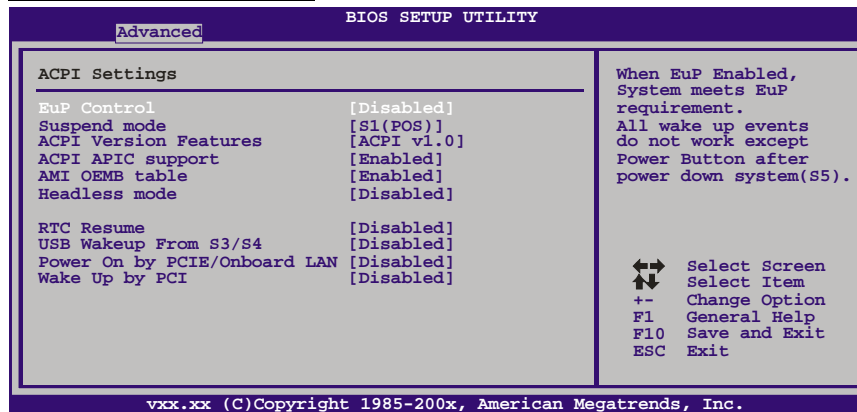 BIOS SETUP UTILITY
Advanced
ACPI Settings
EuP Control [Disabled]
Suspend mode [S1(POS)]
ACPI Version Features [ACPI v1.0]
ACPI APIC support [Enabled]
AMI OEMB table [Enabled]
Headless mode [Disabled]
RTC Resume [Disabled]
USB Wakeup From S3/S4 [Disabled]
Power On by PCIE/Onboard LAN [Disabled]
Wake Up by PCI [Disabled]
When EuP Enabled,
System meets EuP
requirement.
All wake up events
do not work except
Power Button after
power down system(S5).
Select Screen
Select Item
+- Change Option
F1 General Help
F10 Save and Exit
ESC Exit
vxx.xx (C)Copyright 1985-200x, American Megatrends, Inc.